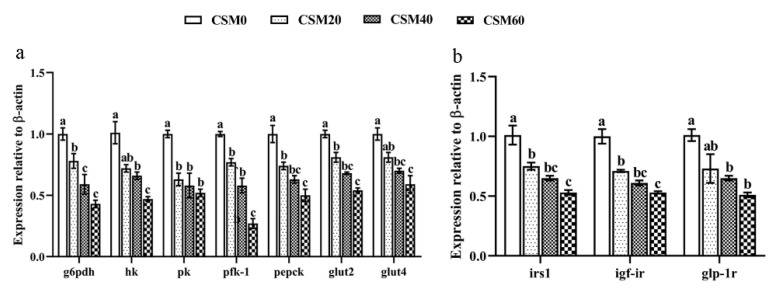 CSM0 CSM20 CSM40 CSM60
a
b
Expression relative to β-actin
1.5
1.0
0.5
0.0
a b c c
a ab b c
a b b b
a b c c
a b bc c
a b bc c
a ab bc c
g6pdh hk pk pfk-1 pepck glut2 glut4
Expression relative to β-actin
1.5
1.0
0.5
0.0
a b bc c
a b bc c
a ab b b
irs1 igf-ir glp-1r